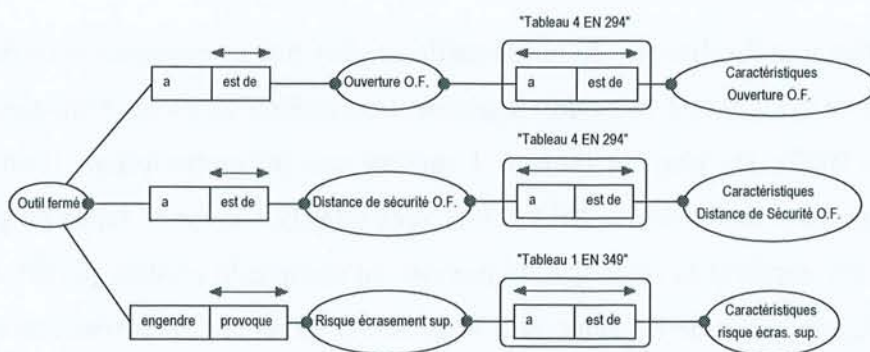 "Tableau 4 EN 294"
a est de Ouverture O.F. a est de Caractéristiques
Ouverture O.F.
"Tableau 4 EN 294"
Outil fermé a est de Distance de sécurité O.F. a est de Caractéristiques
Distance de Sécurité O.F.
"Tableau 1 EN 349"
engendre provoque Risque écrasement sup. a est de Caractéristiques
risque écras. sup.